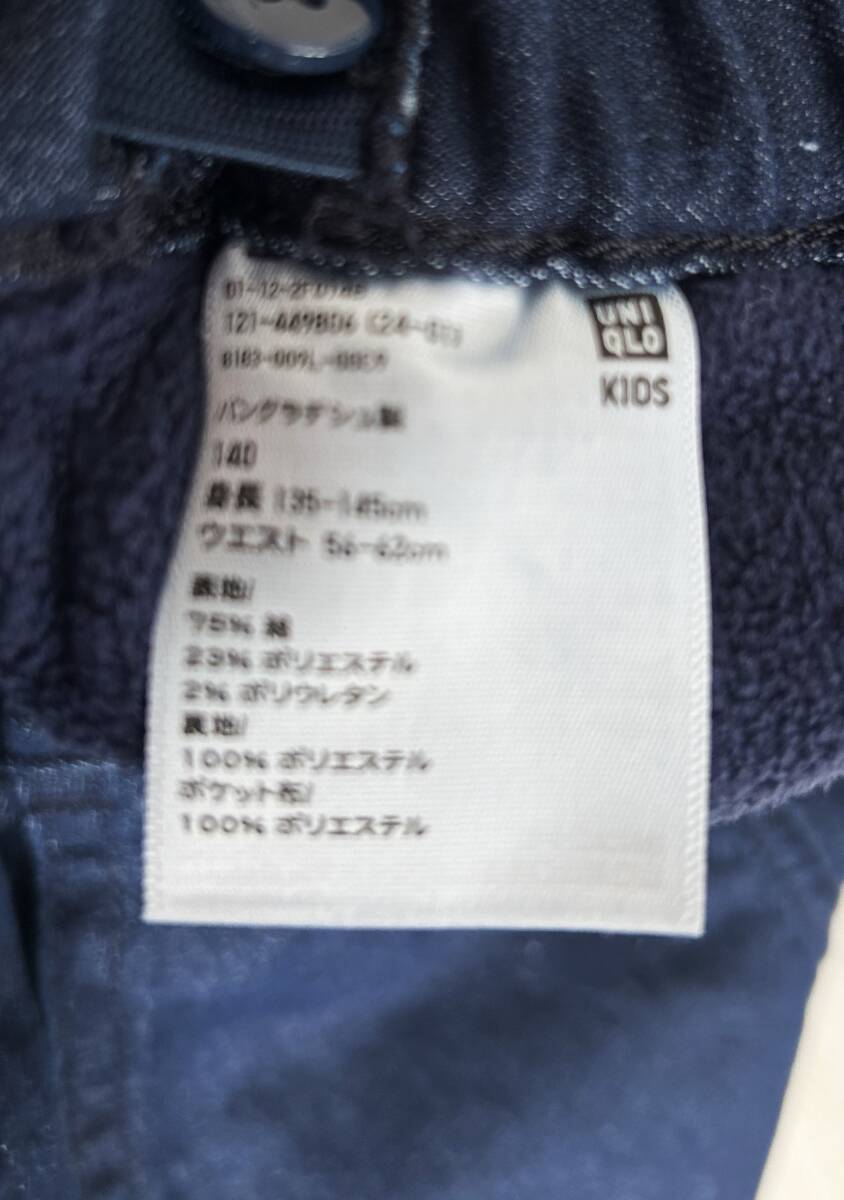 UNI
QLO
KIDS
121-449B06 (24-01)
バングラデシュ製
140
身長 135-145cm
ウエスト 56-62cm
表地/
75% 綿
23% ポリエステル
2% ポリウレタン
裏地/
100% ポリエステル
ポケット布/
100% ポリエステル